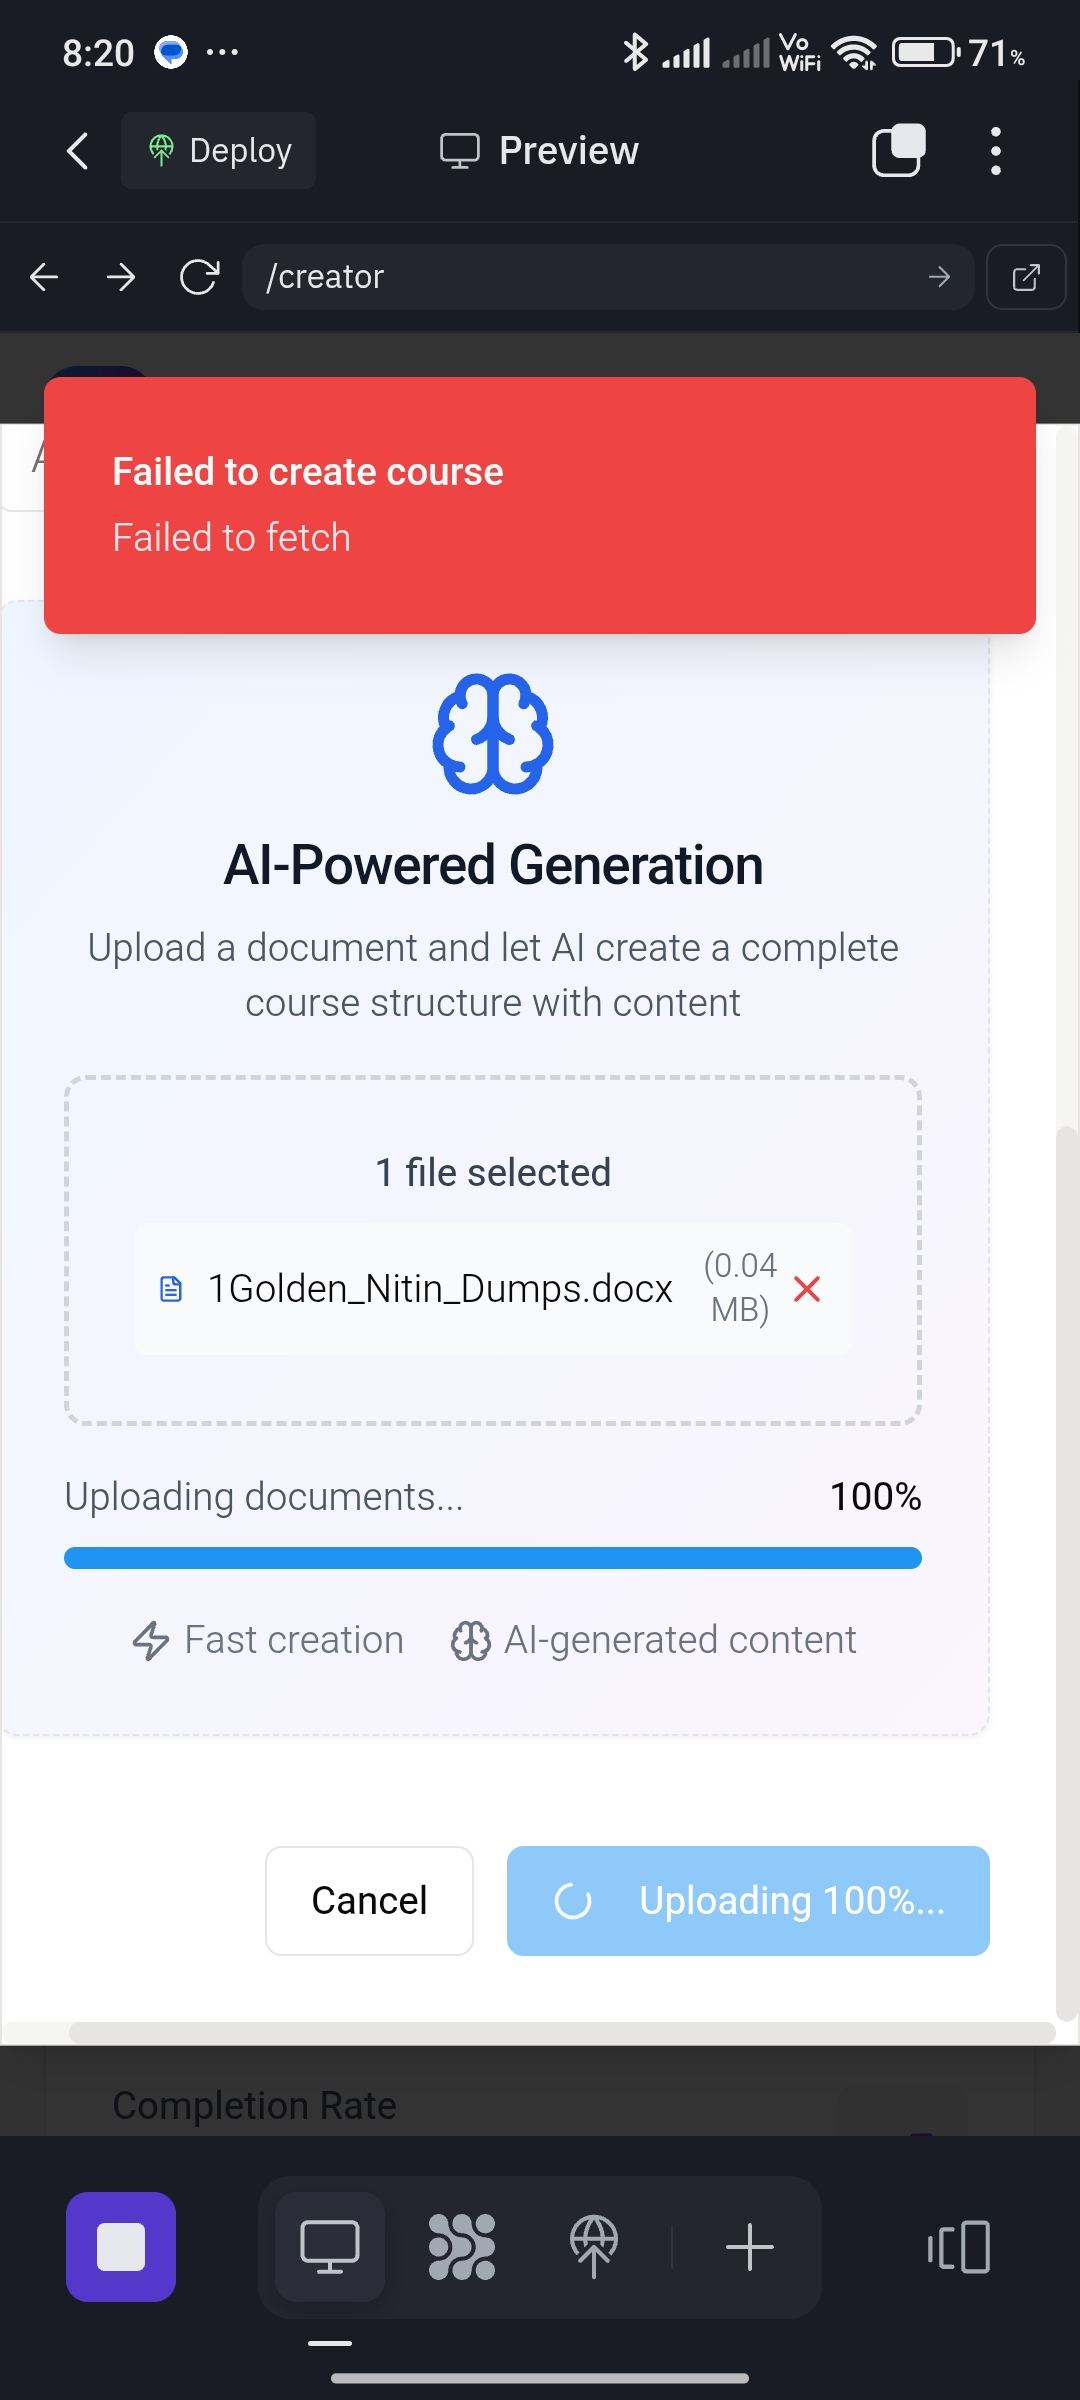 8:20
Vo
WiFi
71%
Deploy
Preview
/creator
A
Failed to create course
Failed to fetch
AI-Powered Generation
Upload a document and let AI create a complete
course structure with content
1 file selected
1Golden_Nitin_Dumps.docx
(0.04
MB)
Uploading documents...
100%
Fast creation
AI-generated content
Cancel
Uploading 100%...
Completion Rate